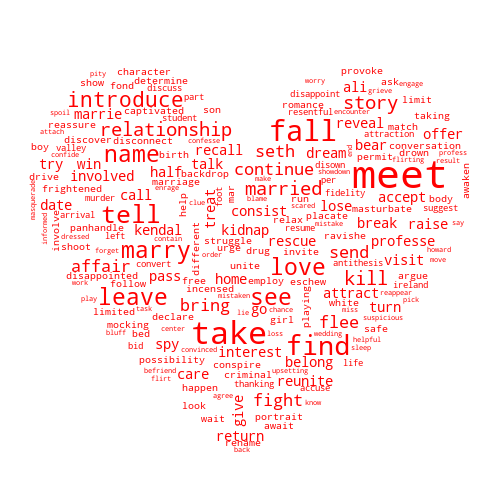 provoke
character
pity show determine ali ask engage
share fond discuss disappoint
introduce part romance story limit
spoil marrie captivated son resentful encounter taking
reassure student fall reveal match
attach relationship confesse attraction offer
discover disconnect bear conversation
boy valley name birth recall seth dream permit drown profess
confide talk and flirting result
try win half backdrop continue disown showdown meet
drive involved marriage make per
frightened married fidelity accept body
murder call help mar blame run lose masturbate suggest
masquerade date clue treat scared awaken
arrival tell consist relax placate break raise say
panhandle mistake
informed involve dressed left kendal kidnap resume ravishe professe howard
contain struggle rescue send
shoot forget marry different order urge drug invite antithesis visit move
affair convert unite love kill argue
disappointed pass home employ eschew
work follow free incensed attract ireland
play leave see playing white reappear
limited task bring mistaken go chance miss pick
mocking declare lie girl flee turn suspicious
bluff bed center take loss wedding safe
bid spy convinced find helpful
possibility interest sleep
befriend conspire belong life
flirt care criminal upsetting
happen thanking reunite accuse
agree give fight know
look portrait
return await
rename
back